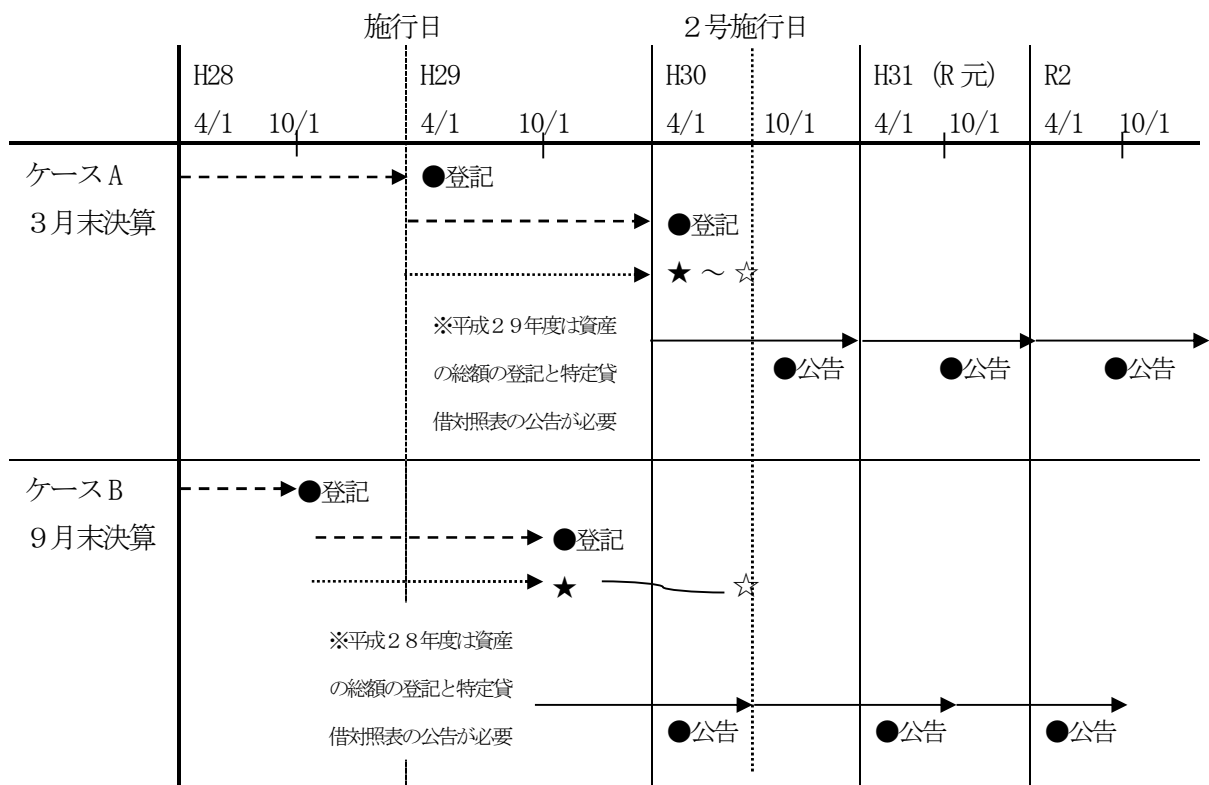 施行日 ２号施行日
H28 H29 H30 H31 (R 元) R2
4/1 10/1 4/1 10/1 4/1 10/1 4/1 10/1 4/1 10/1
ケースA ●登記
３月末決算 ●登記
★ ～ ☆
※平成２９年度は資産
の総額の登記と特定貸
借対照表の公告が必要
●公告 ●公告 ●公告
ケースB ●登記
９月末決算 ●登記
★ ☆
※平成２８年度は資産
の総額の登記と特定貸
借対照表の公告が必要
●公告 ●公告 ●公告